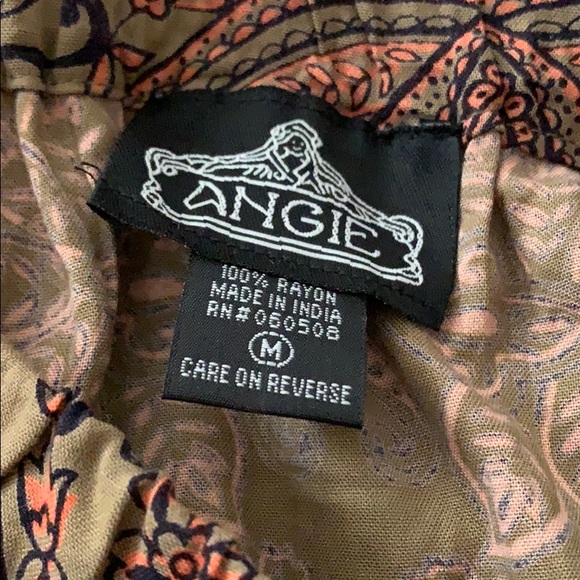 ANGIE
100% RAYON
MADE IN INDIA
RN# 060508
M
CARE ON REVERSE